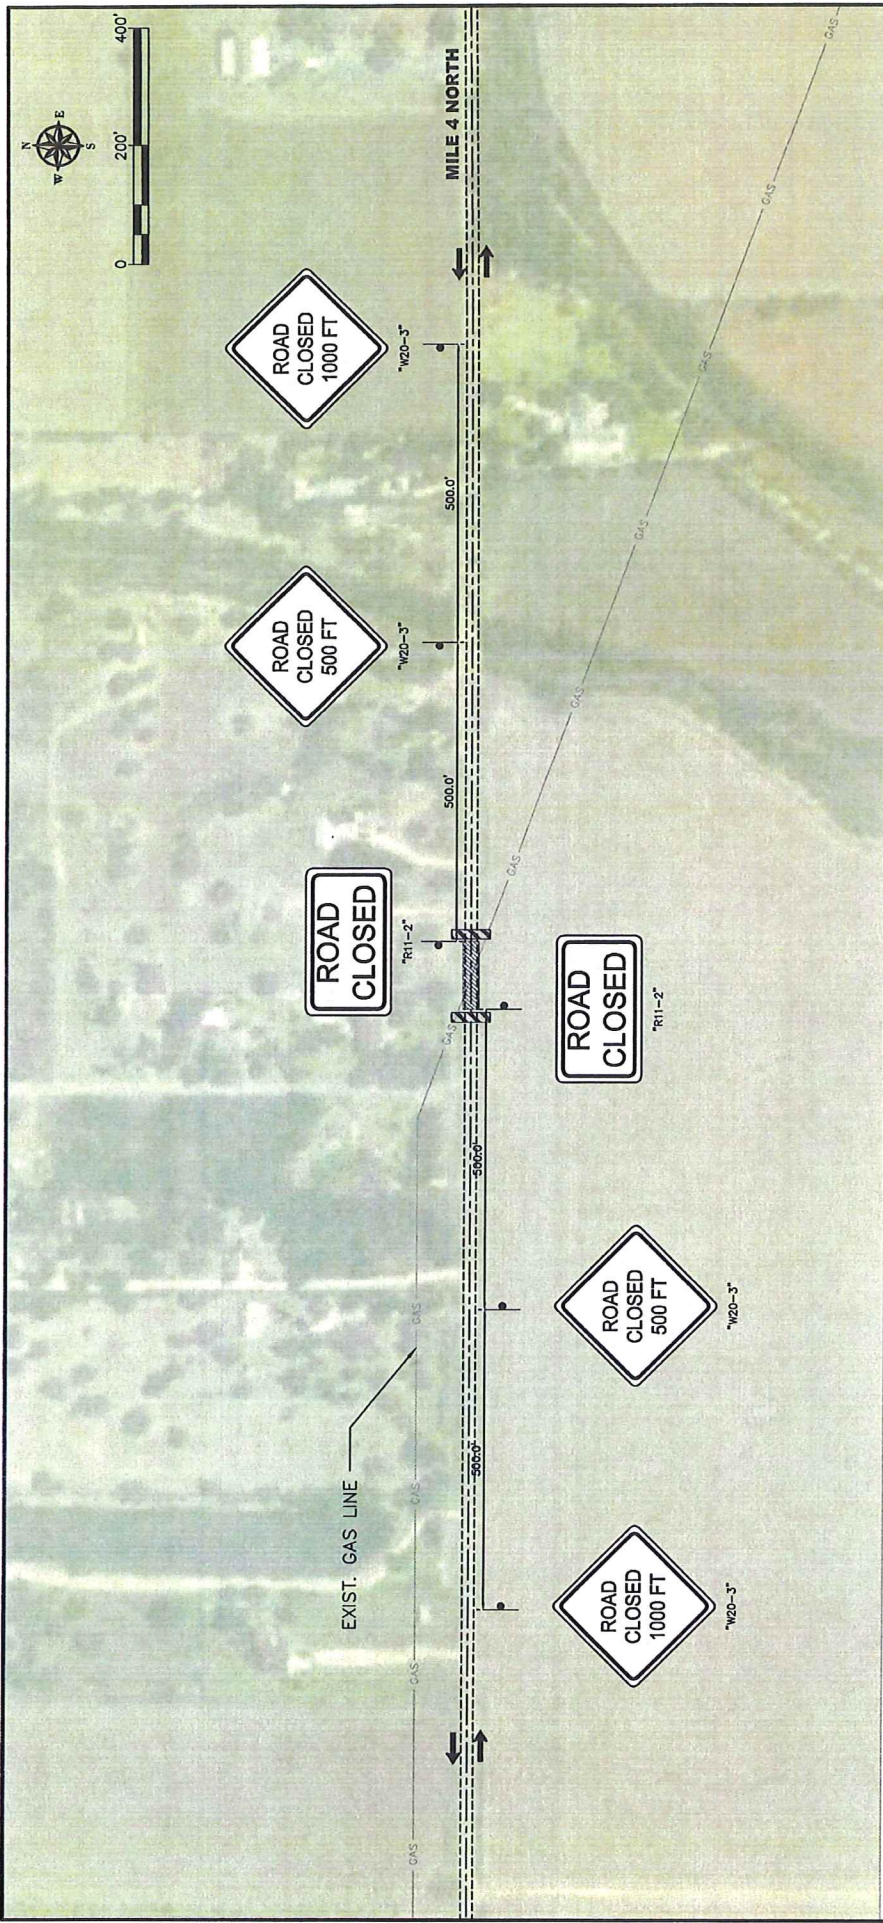 N
W
E
S
0
200'
400'
EXIST. GAS LINE
GAS
GAS
GAS
GAS
GAS
GAS
GAS
GAS
GAS
GAS
GAS
ROAD
CLOSED
"R11-2"
500.0'
ROAD
CLOSED
500 FT
"W20-3"
500.0'
ROAD
CLOSED
1000 FT
"W20-3"
MILE 4 NORTH
500.0'
500.0'
ROAD
CLOSED
1000 FT
"W20-3"
ROAD
CLOSED
500 FT
"W20-3"
ROAD
CLOSED
"R11-2"